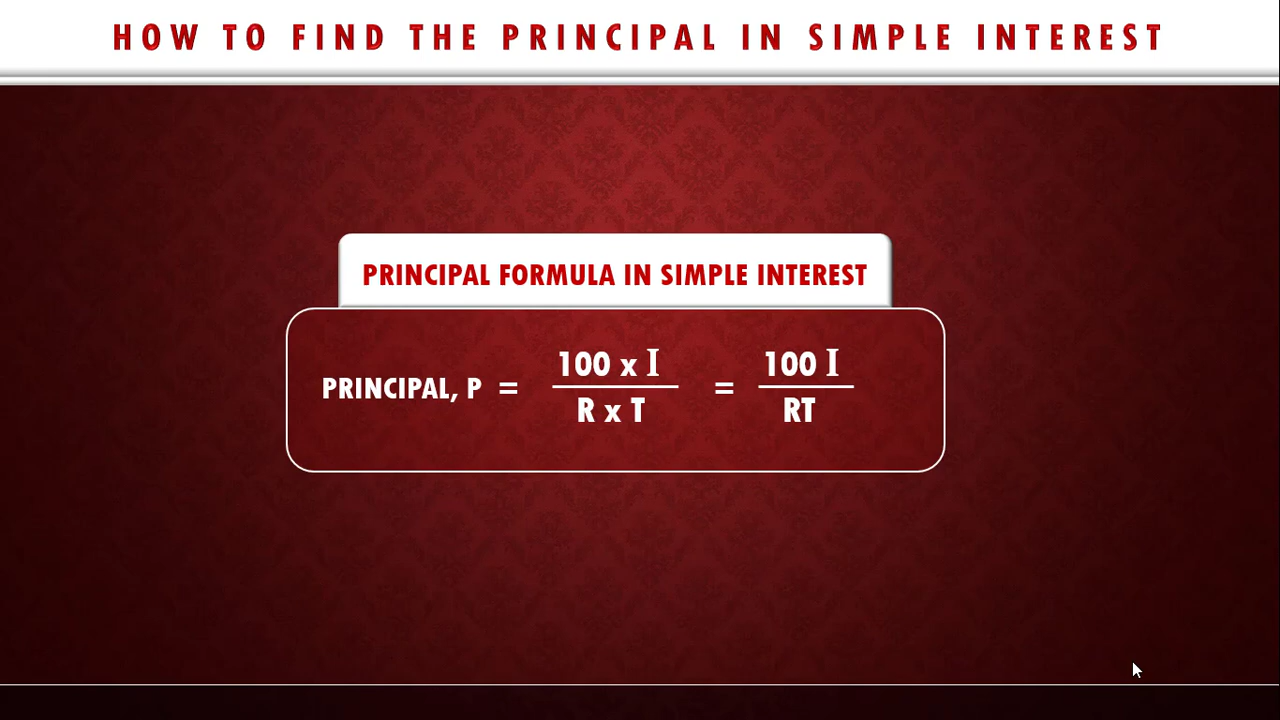 HOW TO FIND THE PRINCIPAL IN SIMPLE INTEREST
PRINCIPAL FORMULA IN SIMPLE INTEREST
PRINCIPAL, P = 100 x I / R x T = 100 I / RT